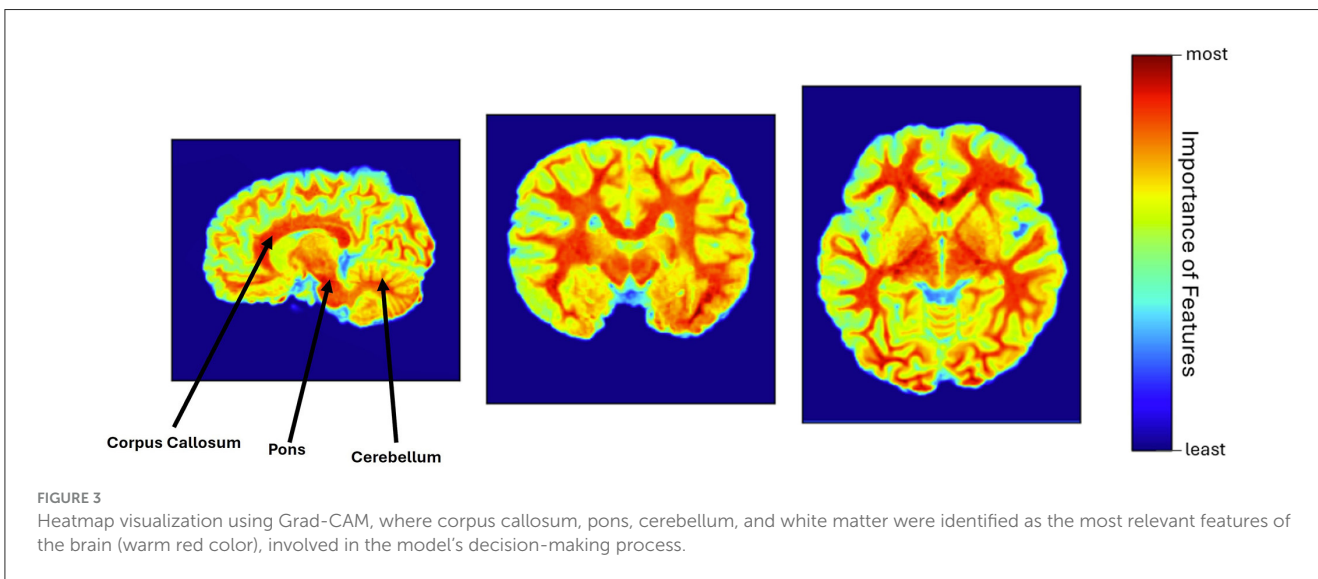 most
Importance of Features
least
Corpus Callosum
Pons
Cerebellum
FIGURE 3
Heatmap visualization using Grad-CAM, where corpus callosum, pons, cerebellum, and white matter were identified as the most relevant features of
the brain (warm red color), involved in the model's decision-making process.